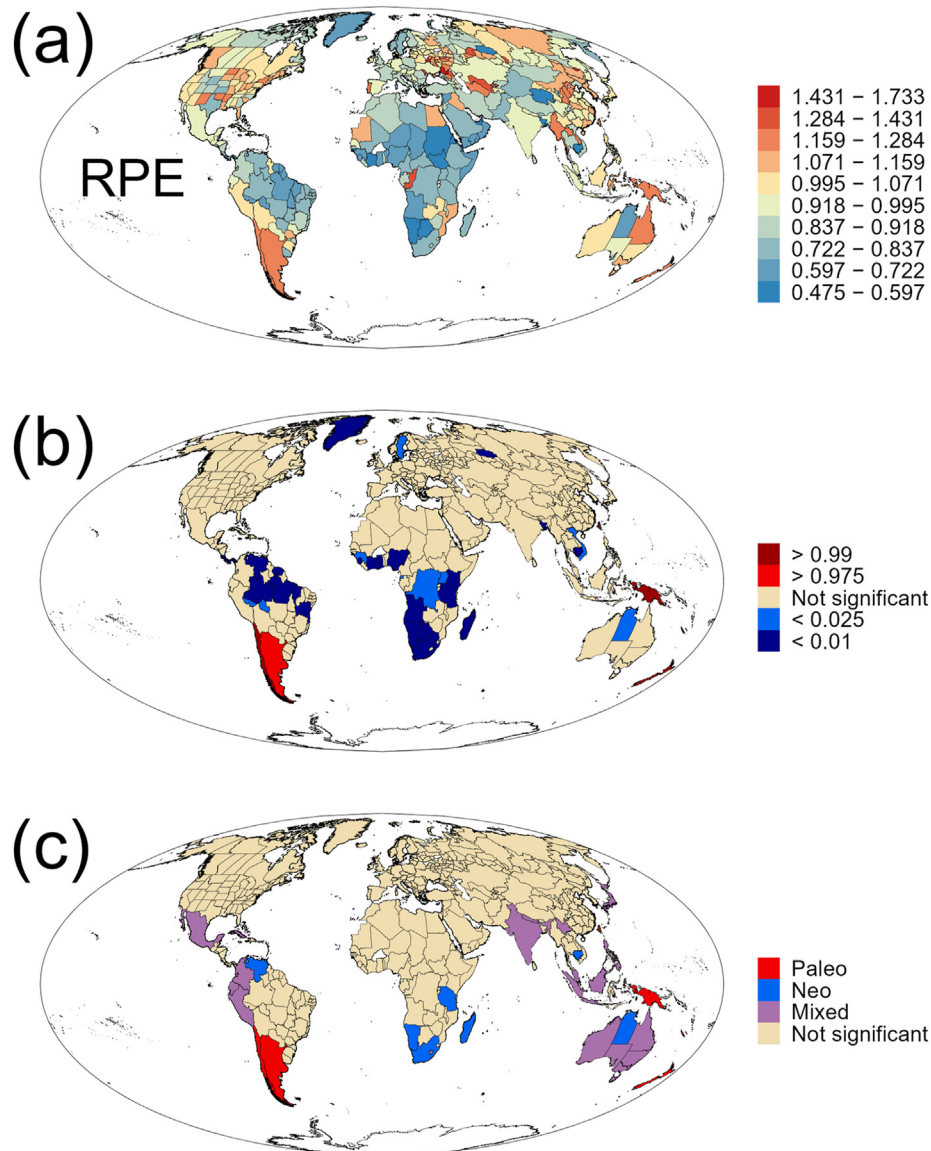 (a)
RPE
1.431 − 1.733
1.284 − 1.431
1.159 − 1.284
1.071 − 1.159
0.995 − 1.071
0.918 − 0.995
0.837 − 0.918
0.722 − 0.837
0.597 − 0.722
0.475 − 0.597
(b)
> 0.99
> 0.975
Not significant
< 0.025
< 0.01
(c)
Paleo
Neo
Mixed
Not significant